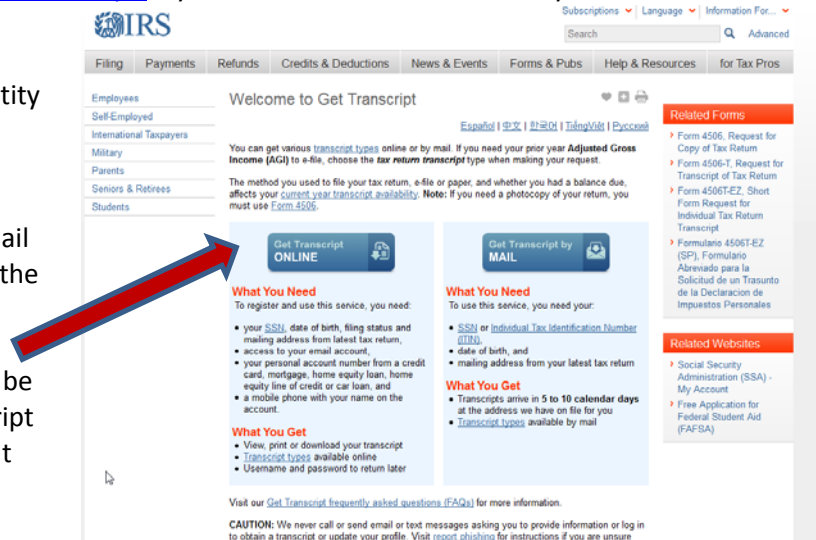 Subscriptions Language Information For...
IRS
Search Advanced
Filing Payments Refunds Credits & Deductions News & Events Forms & Pubs Help & Resources for Tax Pros
tity
ail
the
be
ript
t
Employees
Self-Employed
International Taxpayers
Military
Parents
Seniors & Retirees
Students
Welcome to Get Transcript
Español | 中文 | 한국어 | TiếngViệt | Русский
You can get various transcript types online or by mail. If you need your prior year Adjusted Gross
Income (AGI) to e-file, choose the tax return transcript type when making your request.
The method you used to file your tax return, e-file or paper, and whether you had a balance due,
affects your current year transcript availability. Note: If you need a photocopy of your return, you
must use Form 4506.
Get Transcript
ONLINE
What You Need
To register and use this service, you need:
• your SSN, date of birth, filing status and
mailing address from latest tax return,
• access to your email account,
• your personal account number from a credit
card, mortgage, home equity loan, home
equity line of credit or car loan, and
• a mobile phone with your name on the
account.
What You Get
• View, print or download your transcript
• Transcript types available online
• Username and password to return later
Get Transcript by
MAIL
What You Need
To use this service, you need your:
• SSN or Individual Tax Identification Number
(ITIN),
• date of birth, and
• mailing address from your latest tax return
What You Get
• Transcripts arrive in 5 to 10 calendar days
at the address we have on file for you
• Transcript types available by mail
Visit our Get Transcript frequently asked questions (FAQs) for more information.
CAUTION: We never call or send email or text messages asking you to provide information or log in
to obtain a transcript or update your profile. Visit report phishing for instructions if you are unsure
Related Forms
Form 4506, Request for
Copy of Tax Return
Form 4506-T, Request for
Transcript of Tax Return
Form 4506T-EZ, Short
Form Request for
Individual Tax Return
Transcript
Formulario 4506T-EZ
(SP), Formulario
Abreviado para la
Solicitud de un Trasunto
de la Declaracion de
Impuestos Personales
Related Websites
Social Security
Administration (SSA) -
My Account
Free Application for
Federal Student Aid
(FAFSA)